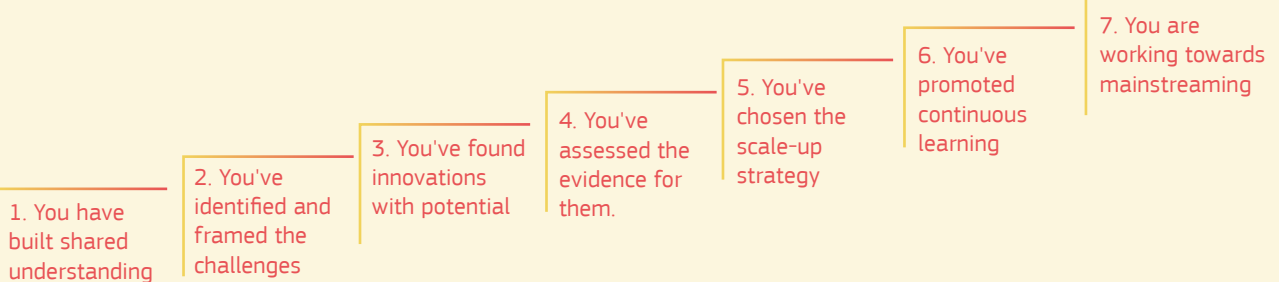 1. You have
built shared
understanding
2. You've
identified and
framed the
challenges
3. You've found
innovations
with potential
4. You've
assessed the
evidence for
them.
5. You've
chosen the
scale-up
strategy
6. You've
promoted
continuous
learning
7. You are
working towards
mainstreaming